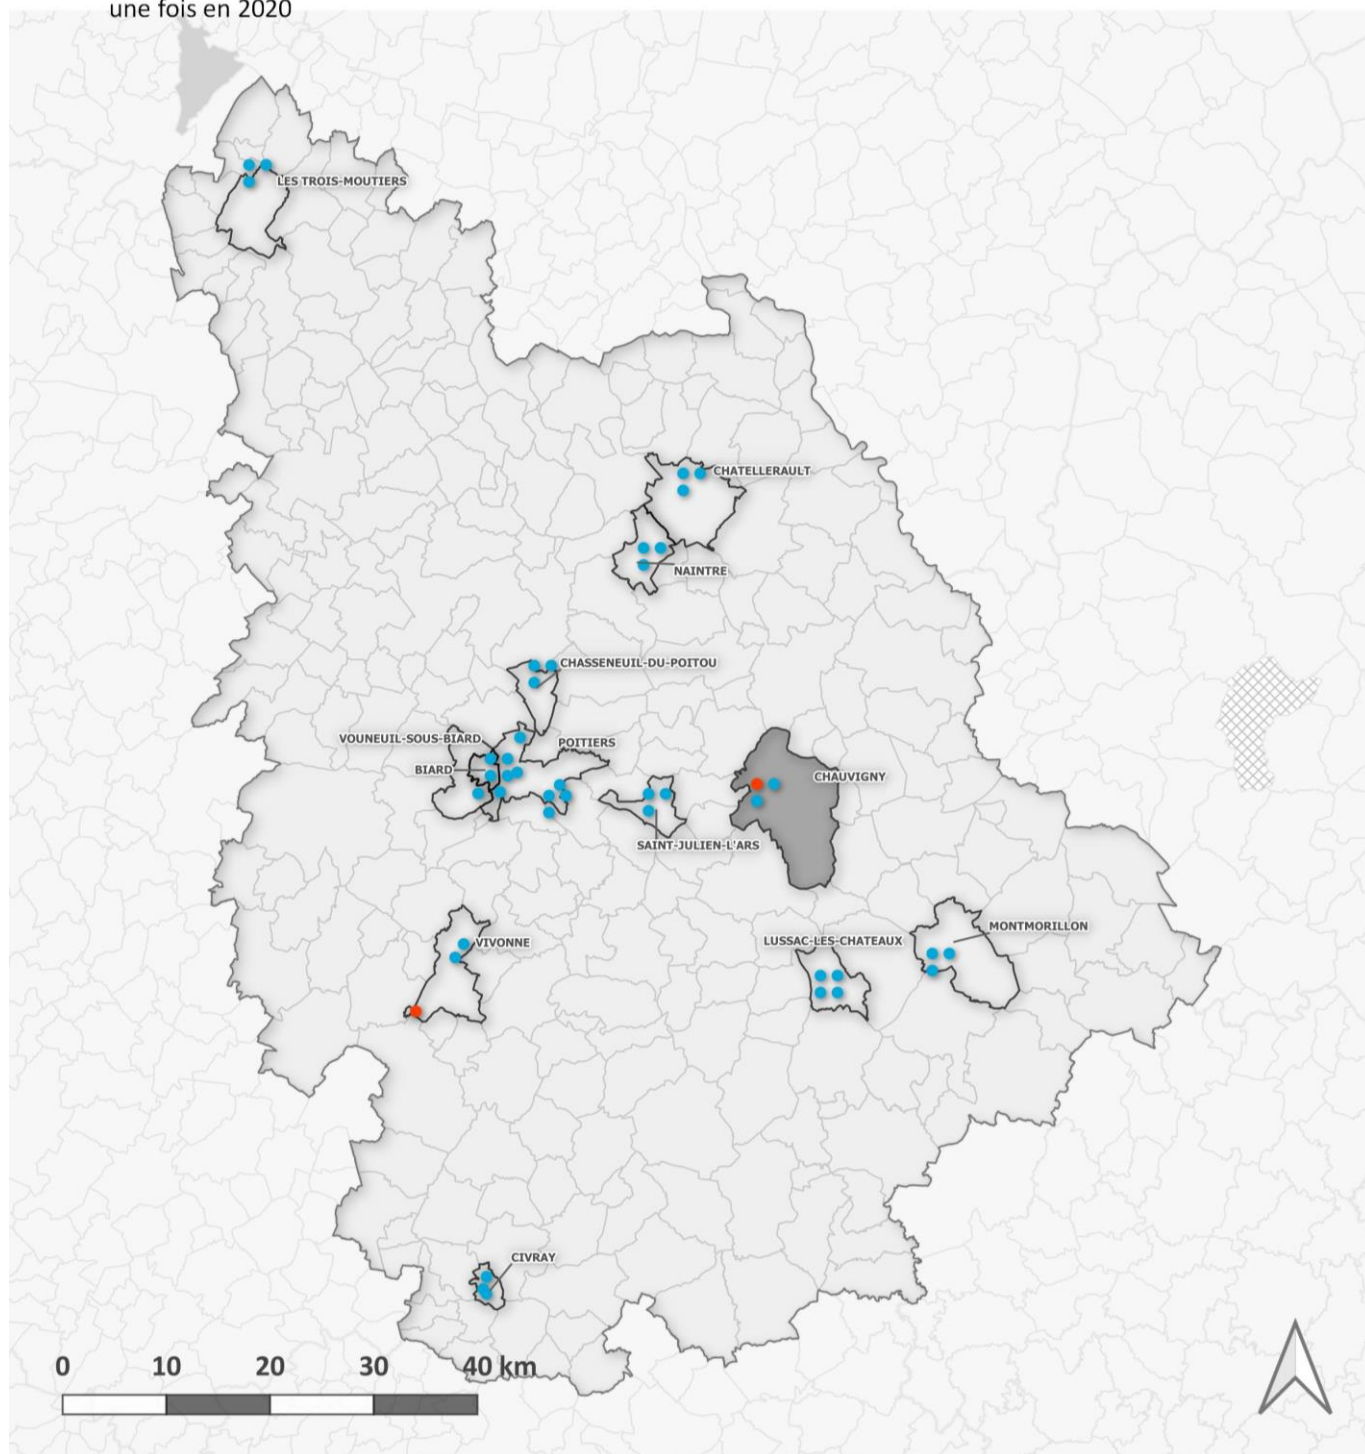 une fois en 2020
LES TROIS-MOUTIERS
CHATELLERAULT
NAINTRE
CHASSENEUIL-DU-POITOU
VOUNEUIL-SOUS-BIARD
POITIERS
BIARD
CHAUVIGNY
SAINT-JULIEN-L'ARS
MONTMORILLON
LUSSAC-LES-CHATEAUX
VIVONNE
CIVRAY
0 10 20 30 40 km